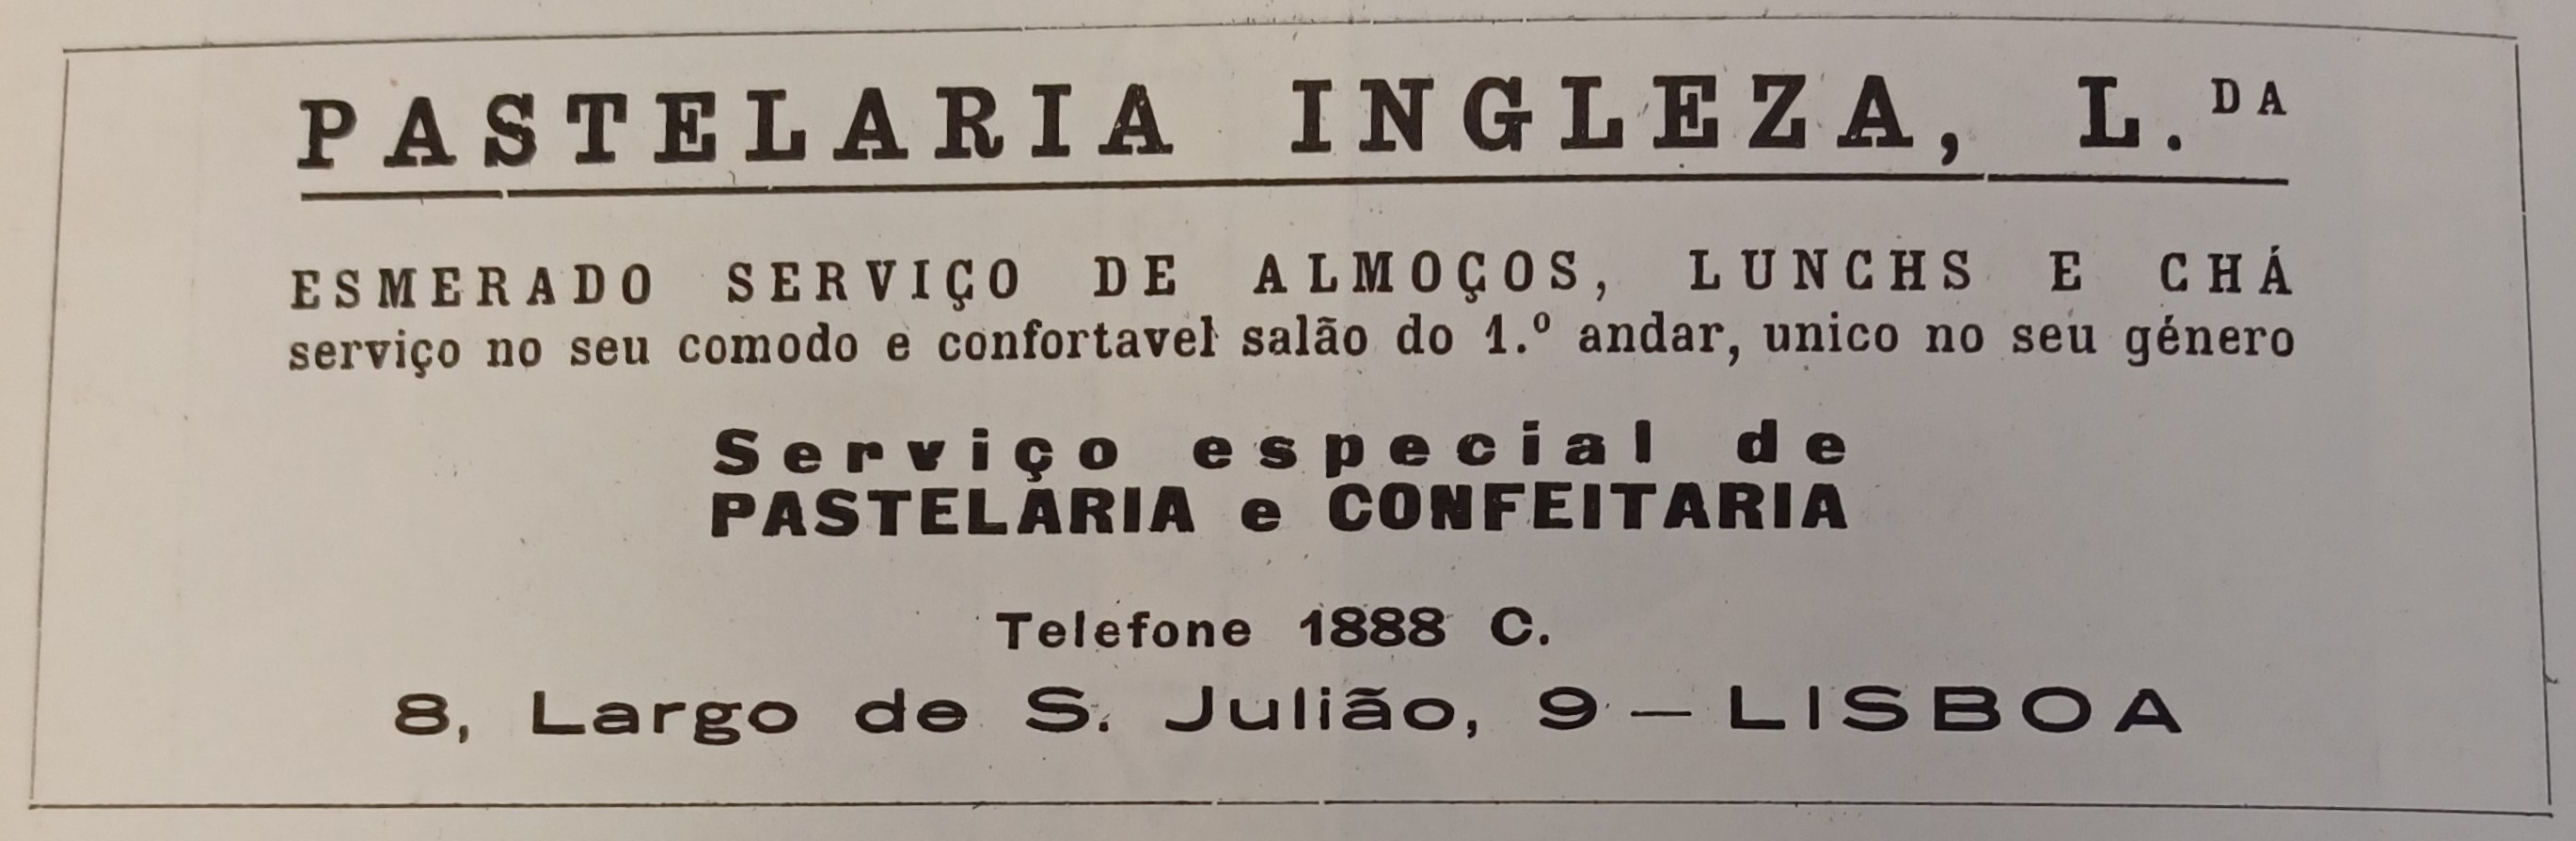 PASTELARIA INGLEZA, L.DA
ESMERADO SERVIÇO DE ALMOÇOS, LUNCHS E CHÁ
serviço no seu comodo e confortavel salão do 1.º andar, unico no seu género
Serviço especial de
PASTELARIA e CONFEITARIA
Telefone 1888 C.
8, Largo de S. Julião, 9 — LISBOA